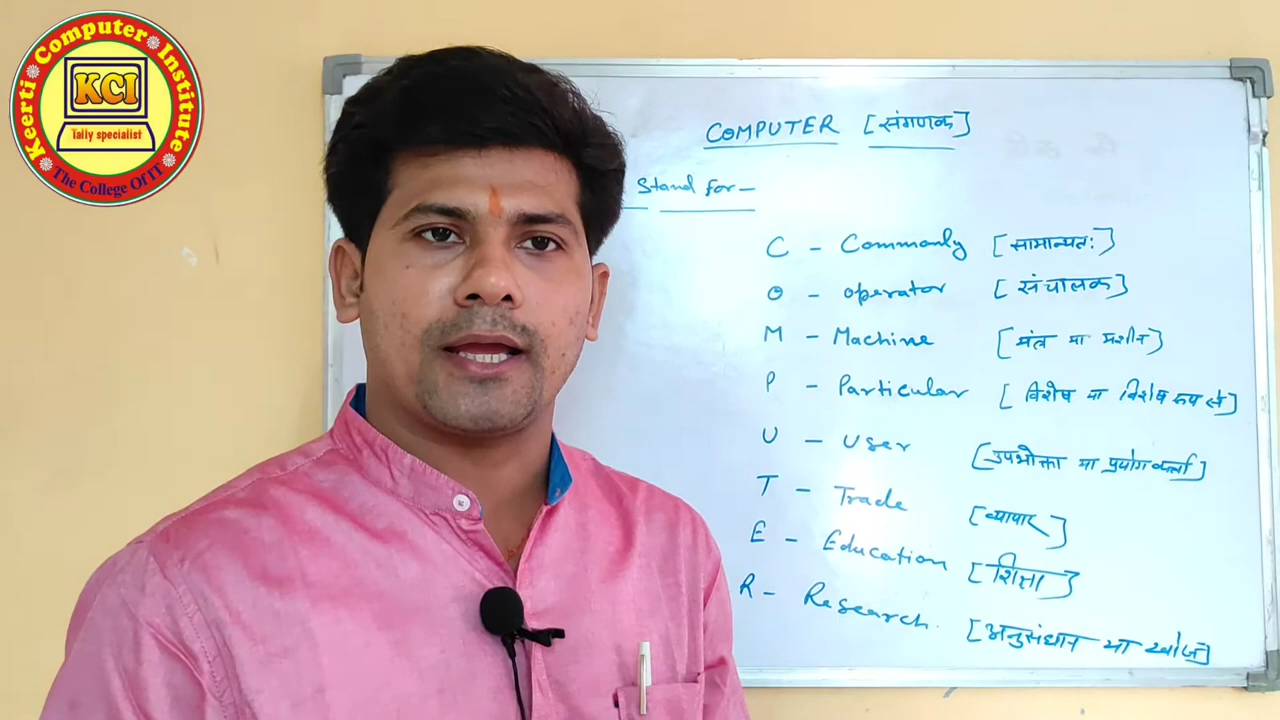 Keerti Computer Institute
KCI
Tally specialist
The College Of IT
COMPUTER [संगणक]
Stand for -
C - Commonly [सामान्यतः]
O - Operator [संचालक]
M - Machine [यंत्र या मशीन]
P - Particular [विशेष या विशेष रूप से]
U - User [उपभोक्ता या प्रयोगकर्ता]
T - Trade [व्यापार]
E - Education [शिक्षा]
R - Research. [अनुसंधान या खोज]